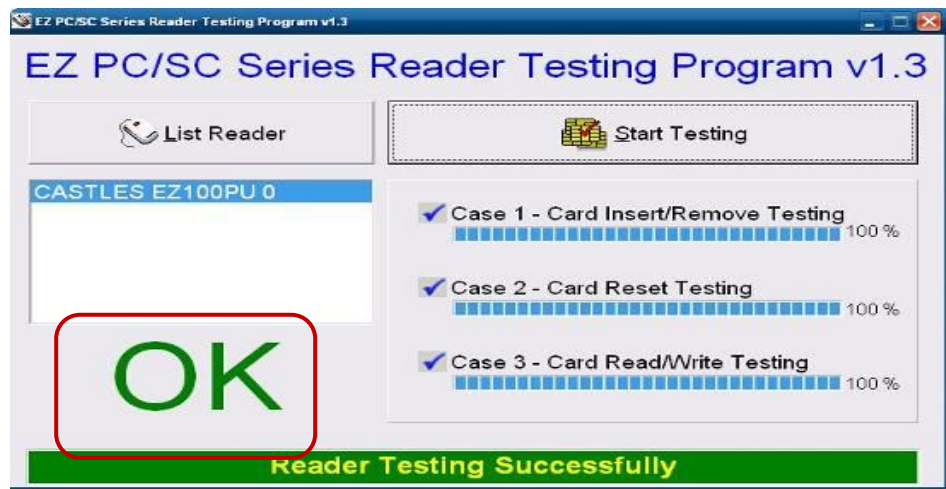 EZ PC/SC Series Reader Testing Program v1.3
EZ PC/SC Series Reader Testing Program v1.3
List Reader
Start Testing
CASTLES EZ100PU 0
Case 1 - Card Insert/Remove Testing
100 %
Case 2 - Card Reset Testing
100 %
Case 3 - Card Read/Write Testing
100 %
OK
Reader Testing Successfully